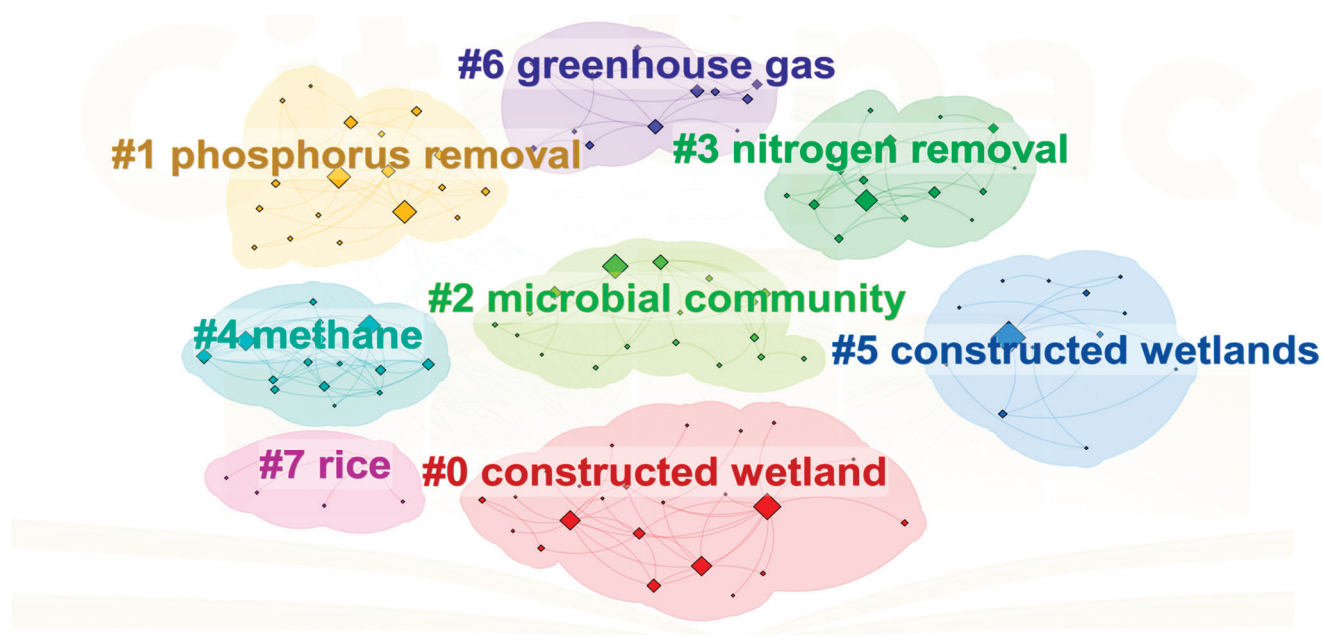 #6 greenhouse gas
#1 phosphorus removal
#3 nitrogen removal
#2 microbial community
#4 methane
#5 constructed wetlands
#7 rice
#0 constructed wetland